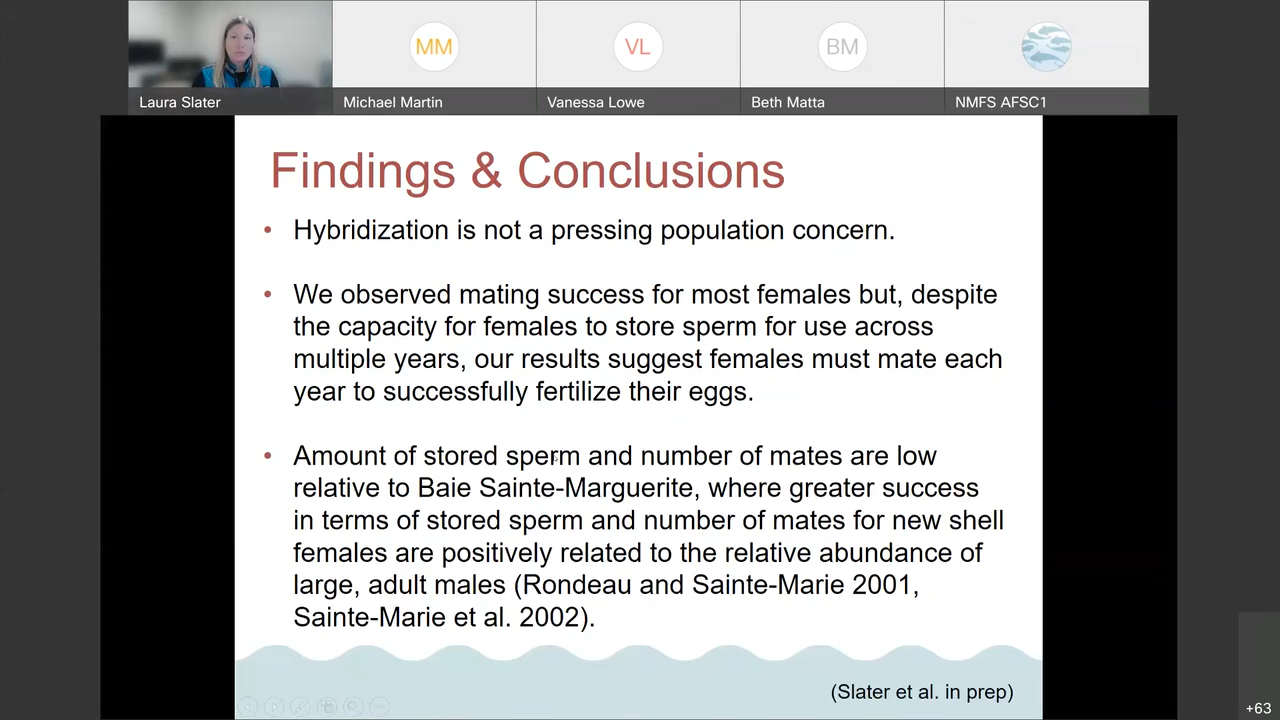 MM
VL
BM
Laura Slater
Michael Martin
Vanessa Lowe
Beth Matta
NMFS AFSC1
Findings & Conclusions
• Hybridization is not a pressing population concern.
• We observed mating success for most females but, despite
the capacity for females to store sperm for use across
multiple years, our results suggest females must mate each
year to successfully fertilize their eggs.
• Amount of stored sperm and number of mates are low
relative to Baie Sainte-Marguerite, where greater success
in terms of stored sperm and number of mates for new shell
females are positively related to the relative abundance of
large, adult males (Rondeau and Sainte-Marie 2001,
Sainte-Marie et al. 2002).
(Slater et al. in prep)
+63